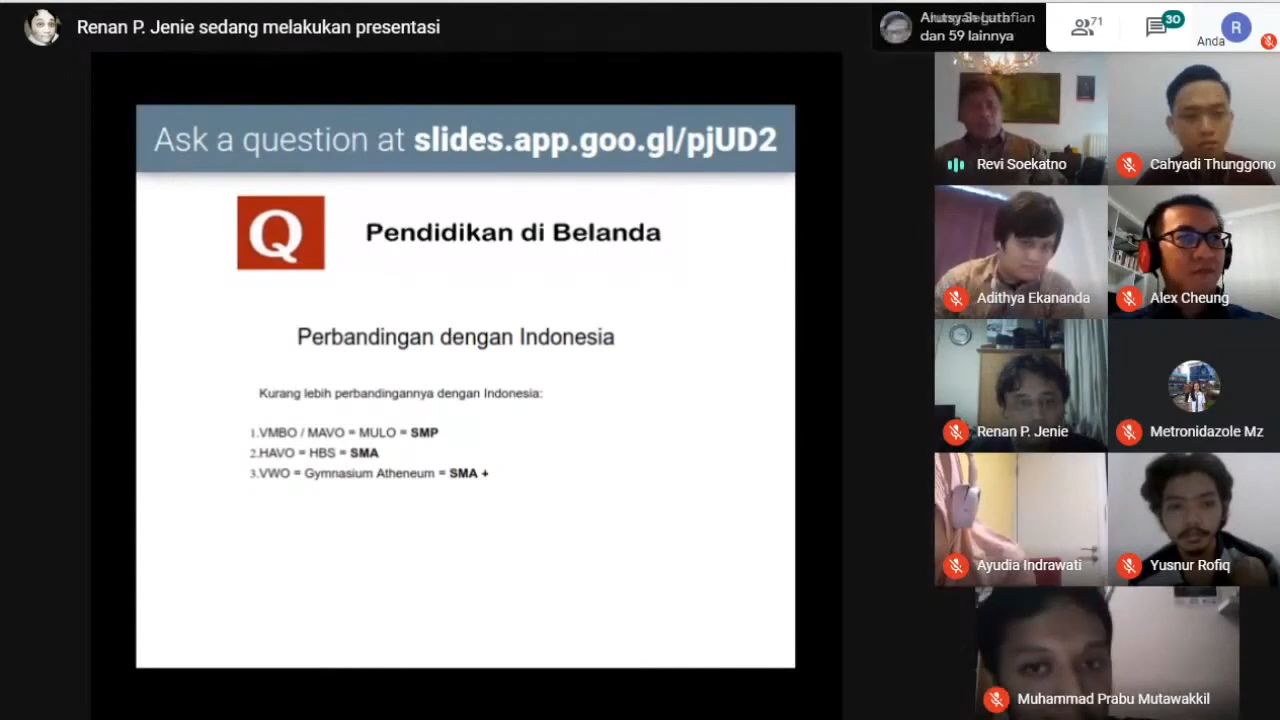 Renan P. Jenie sedang melakukan presentasi
dan 59 lainnya
71
30
Anda
R
Ask a question at slides.app.goo.gl/pjUD2
Q
Pendidikan di Belanda
Perbandingan dengan Indonesia
Kurang lebih perbandingannya dengan Indonesia:
1.VMBO / MAVO = MULO = SMP
2.HAVO = HBS = SMA
3.VWO = Gymnasium Atheneum = SMA +
Revi Soekatno
Cahyadi Thunggono
Adithya Ekananda
Alex Cheung
Renan P. Jenie
Metronidazole Mz
Ayudia Indrawati
Yusnur Rofiq
Muhammad Prabu Mutawakkil